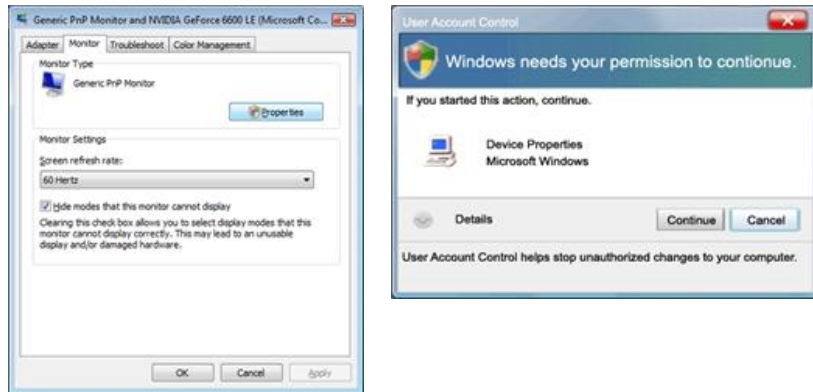 Generic PnP Monitor and NVIDIA GeForce 6600 LE (Microsoft Co...
Adapter Monitor Troubleshoot Color Management
Monitor Type
Generic PnP Monitor
Properties
Monitor Settings
Screen refresh rate:
60 Hertz
Hide modes that this monitor cannot display
Clearing this check box allows you to select display modes that this
monitor cannot display correctly. This may lead to an unusable
display and/or damaged hardware.
OK Cancel Apply
User Account Control
Windows needs your permission to contionue.
If you started this action, continue.
Device Properties
Microsoft Windows
Details Continue Cancel
User Account Control helps stop unauthorized changes to your computer.